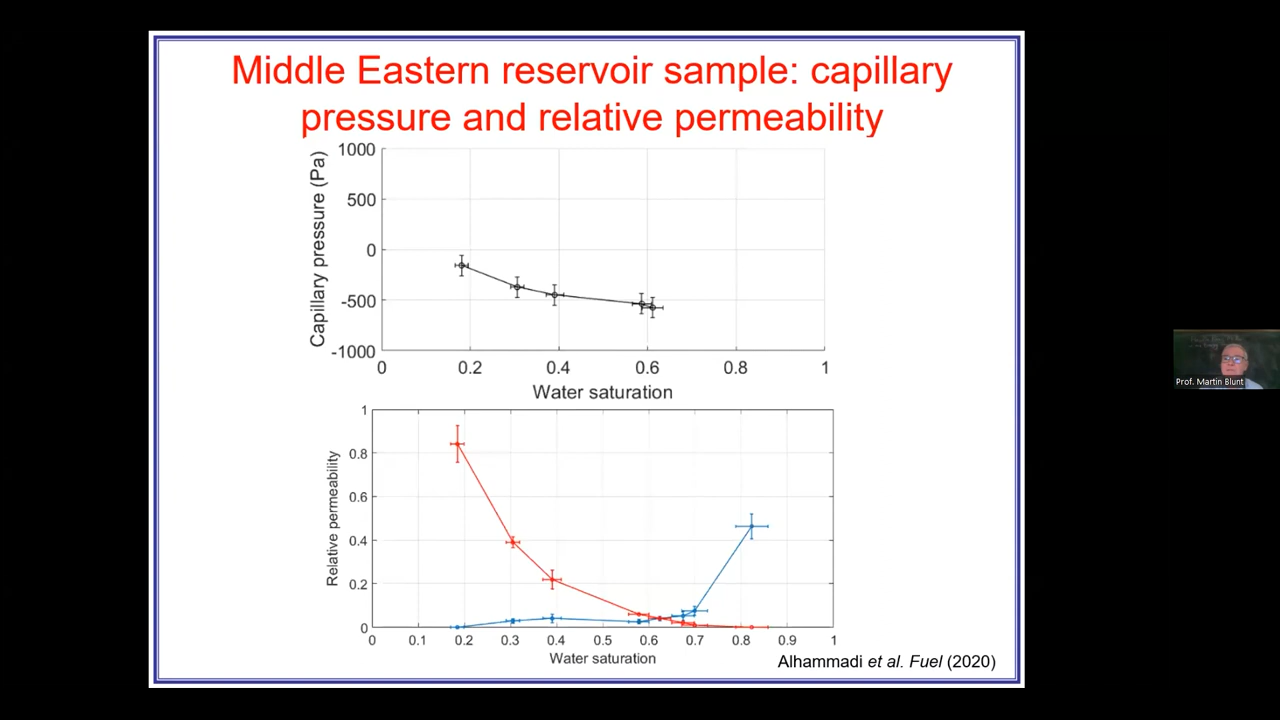 Middle Eastern reservoir sample: capillary
pressure and relative permeability
Capillary pressure (Pa)
1000
500
0
-500
-1000
0 0.2 0.4 0.6 0.8 1
Water saturation
Relative permeability
1
0.8
0.6
0.4
0.2
0
0 0.1 0.2 0.3 0.4 0.5 0.6 0.7 0.8 0.9 1
Water saturation
Alhammadi et al. Fuel (2020)
Prof. Martin Blunt